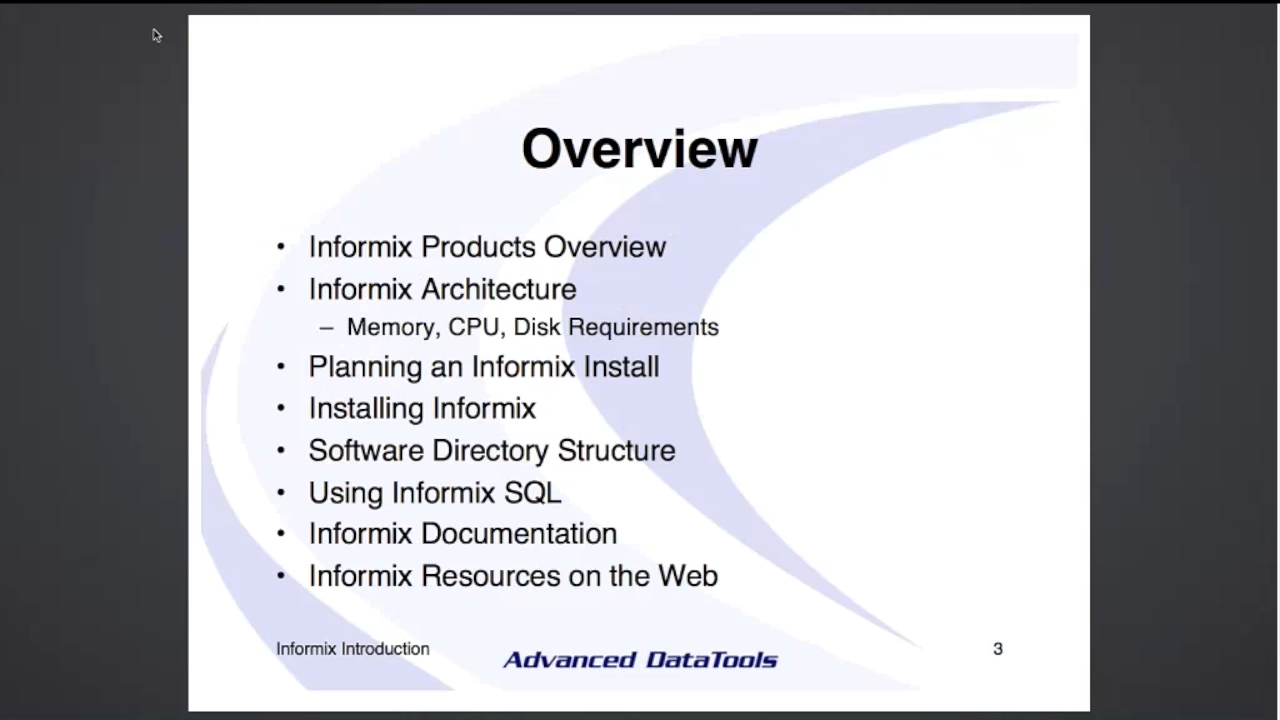 Overview
• Informix Products Overview
• Informix Architecture
– Memory, CPU, Disk Requirements
• Planning an Informix Install
• Installing Informix
• Software Directory Structure
• Using Informix SQL
• Informix Documentation
• Informix Resources on the Web
Informix Introduction
Advanced DataTools
3